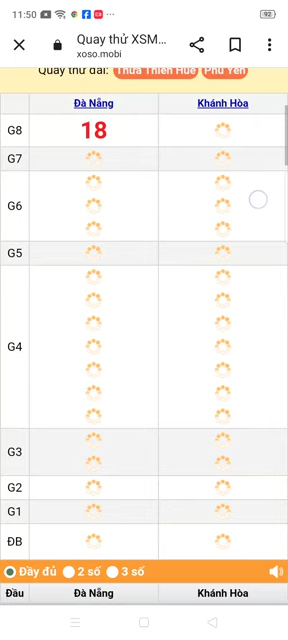 11:50
92
Quay thử XSM...
xoso.mobi
Quay thử đài: Thừa Thiên Huế Phú Yên
Đà Nẵng Khánh Hòa
G8 18
G7
G6
G5
G4
G3
G2
G1
ĐB
Đầy đủ 2 số 3 số
Đầu Đà Nẵng Khánh Hòa